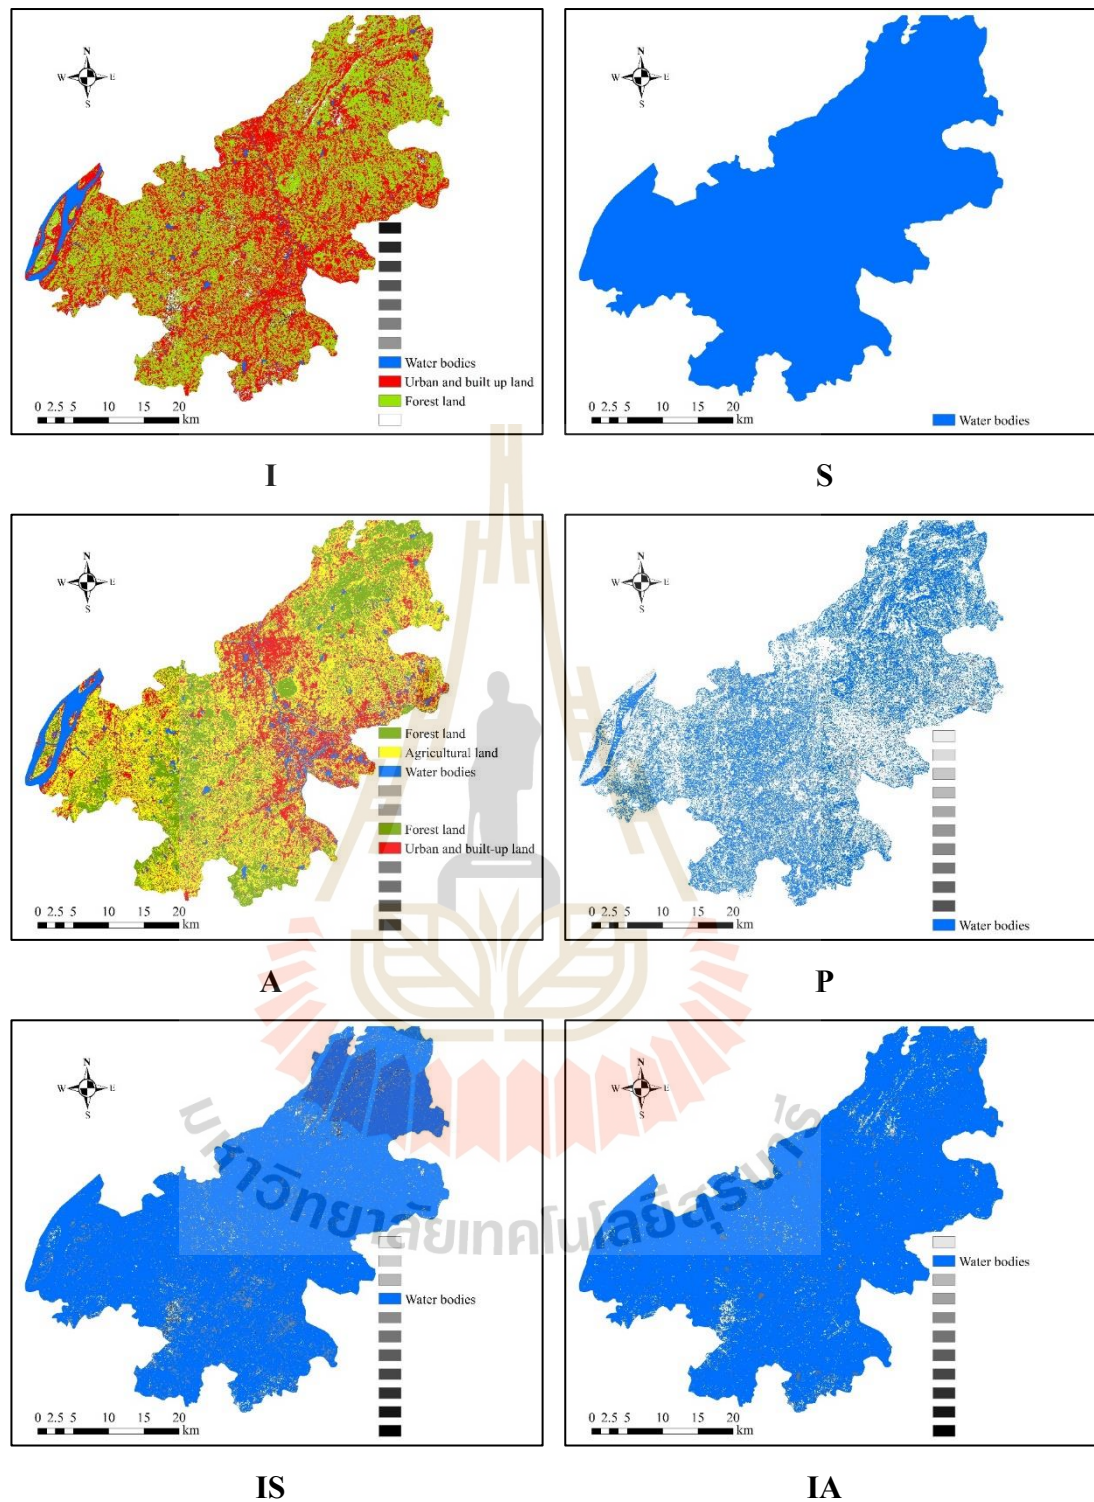 N
W E
S
Water bodies
Urban and built up land
Forest land
0 2.5 5 10 15 20
km
I
N
W E
S
Water bodies
0 2.5 5 10 15 20
km
S
N
W E
S
Forest land
Agricultural land
Water bodies
Forest land
Urban and built-up land
0 2.5 5 10 15 20
km
A
N
W E
S
Water bodies
0 2.5 5 10 15 20
km
P
N
W E
S
Water bodies
0 2.5 5 10 15 20
km
IS
N
W E
S
Water bodies
0 2.5 5 10 15 20
km
IA
มหาวิทยาลัยเทคโนโลยีสุรนารี